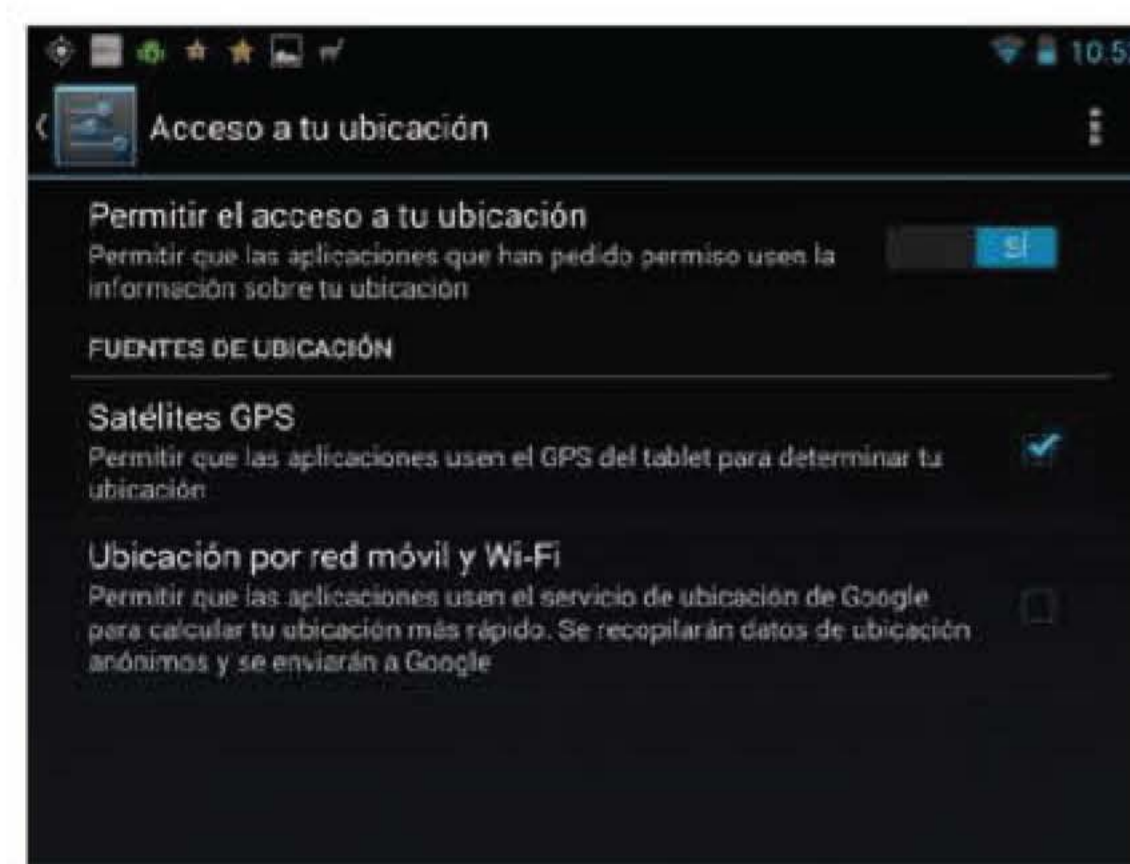 10.5
Acceso a tu ubicación
Permitir el acceso a tu ubicación
Permitir que las aplicaciones que han pedido permiso usen la
información sobre tu ubicación
SÍ
FUENTES DE UBICACIÓN
Satélites GPS
Permitir que las aplicaciones usen el GPS del tablet para determinar tu
ubicación
Ubicación por red móvil y Wi-Fi
Permitir que las aplicaciones usen el servicio de ubicación de Google
para calcular tu ubicación más rápido. Se recopilarán datos de ubicación
anónimos y se enviarán a Google